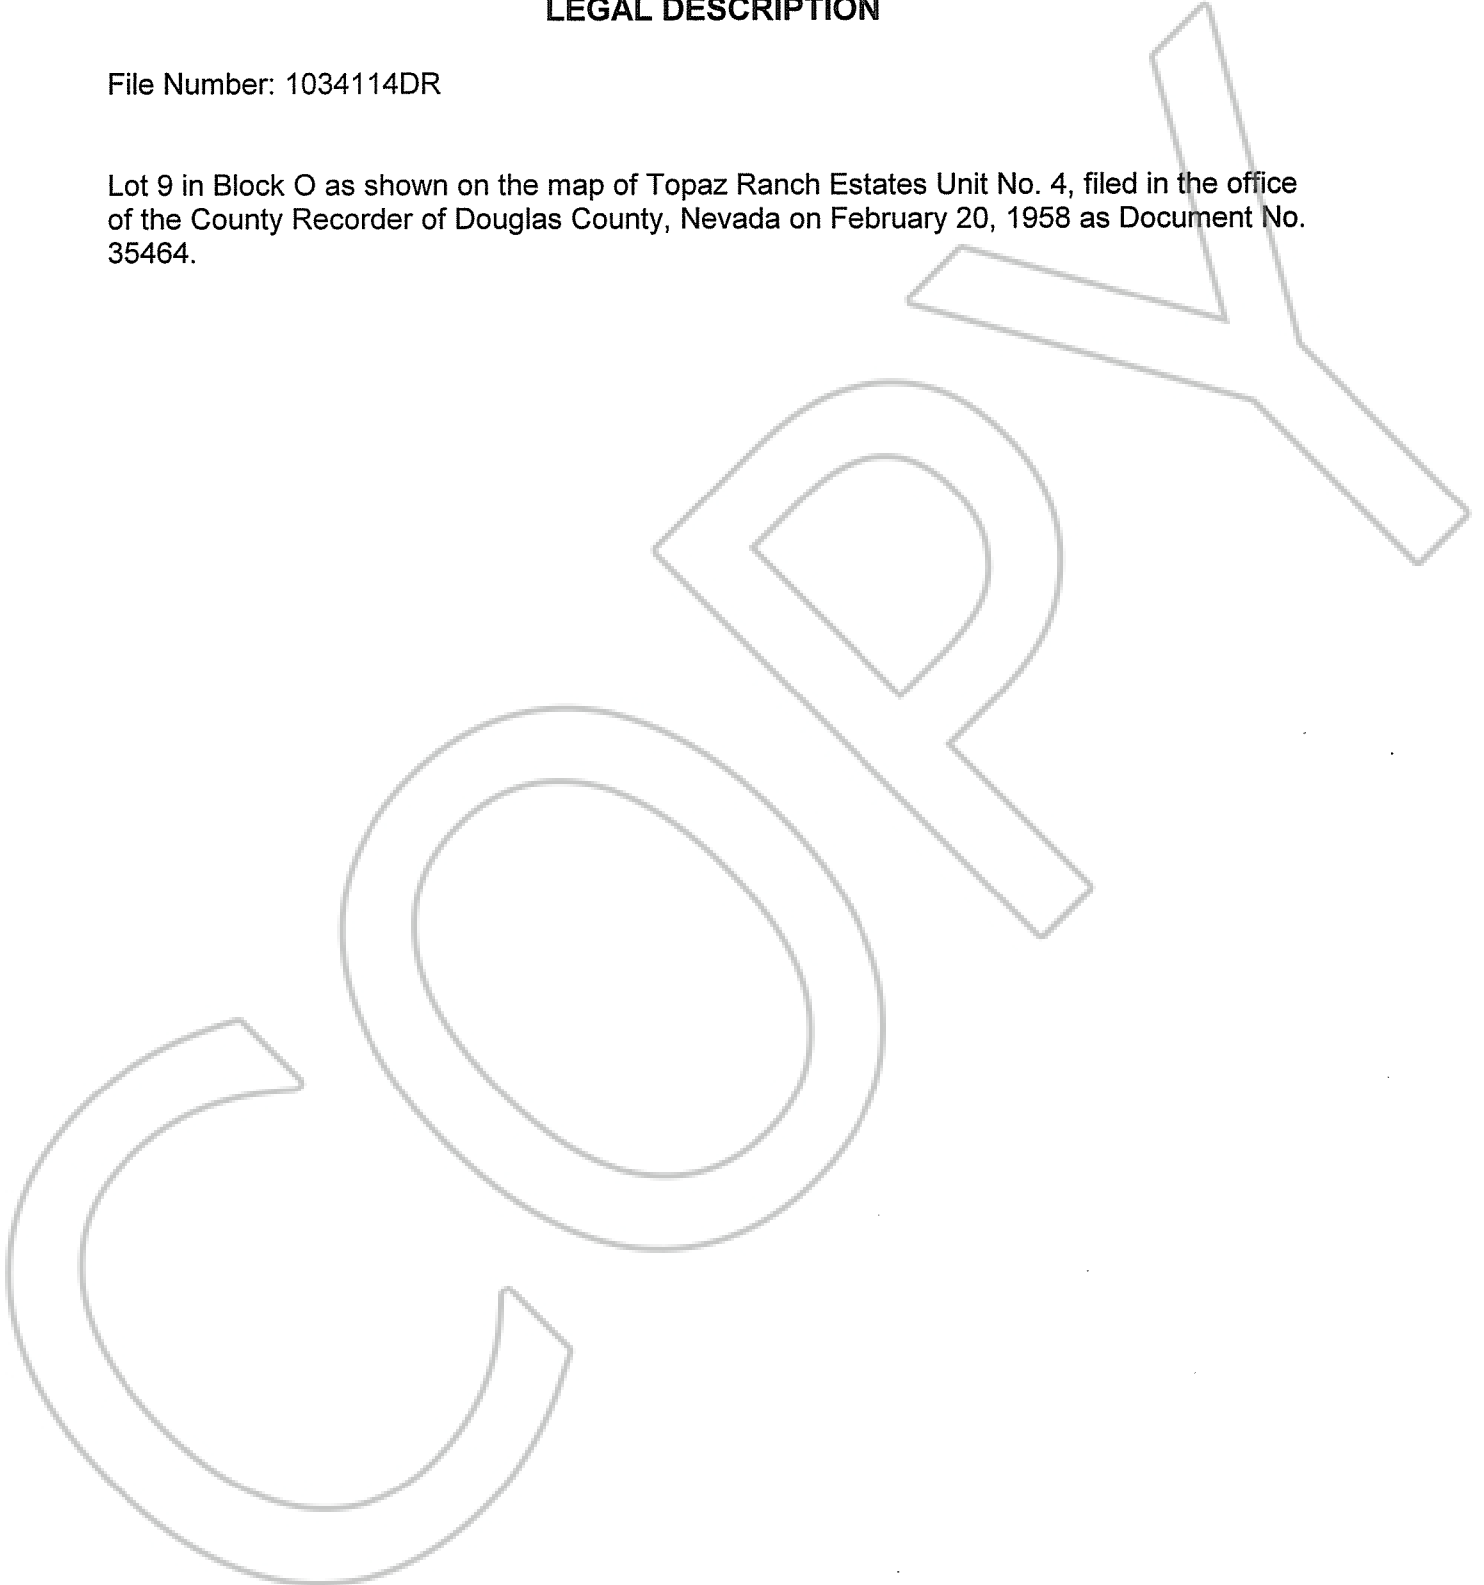 LEGAL DESCRIPTION
File Number: 1034114DR
Lot 9 in Block O as shown on the map of Topaz Ranch Estates Unit No. 4, filed in the office
of the County Recorder of Douglas County, Nevada on February 20, 1958 as Document No.
35464.
COPY